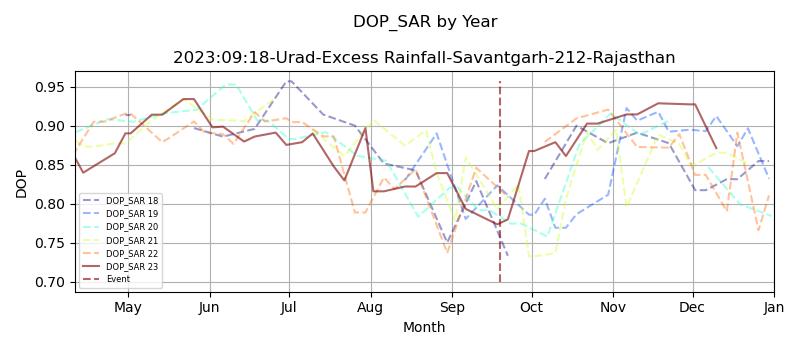 DOP_SAR by Year
2023:09:18-Urad-Excess Rainfall-Savantgarh-212-Rajasthan
DOP
0.95
0.90
0.85
0.80
0.75
0.70
DOP_SAR 18
DOP_SAR 19
DOP_SAR 20
DOP_SAR 21
DOP_SAR 22
DOP_SAR 23
Event
May Jun Jul Aug Sep Oct Nov Dec Jan
Month